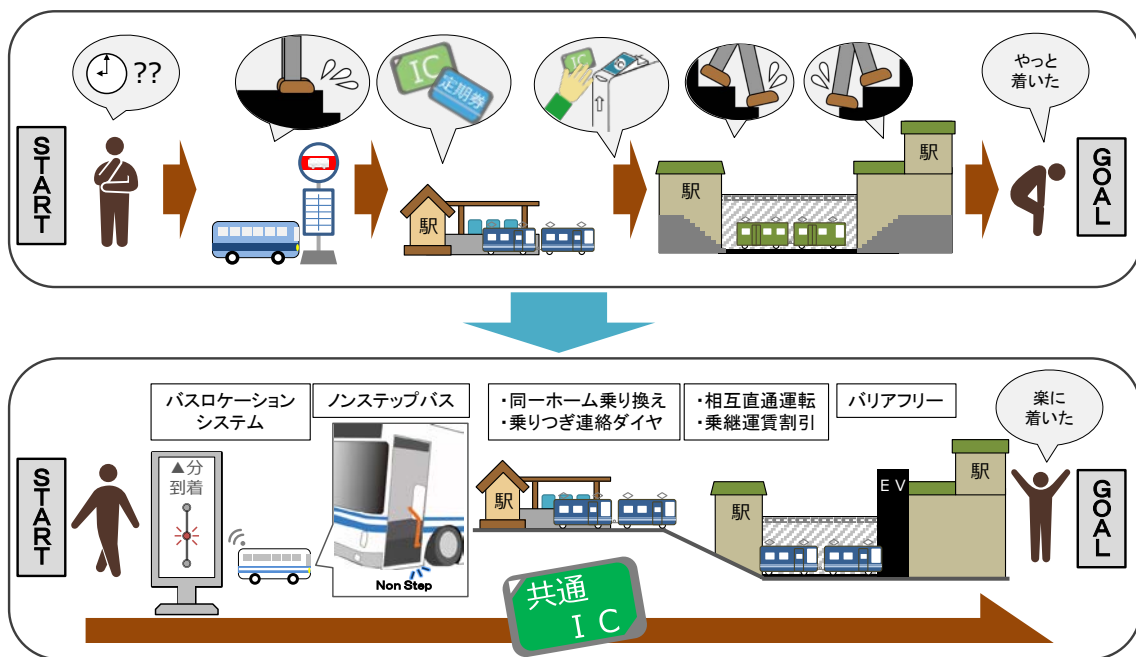 ??
IC
定期券
IC
やっと
着いた
START
駅
駅
駅
GOAL
バスロケーション
システム
ノンステップバス
・同一ホーム乗り換え
・乗りつぎ連絡ダイヤ
・相互直通運転
・乗継運賃割引
バリアフリー
楽に
着いた
START
▲分
到着
Non Step
駅
駅
EV
駅
GOAL
共通
IC